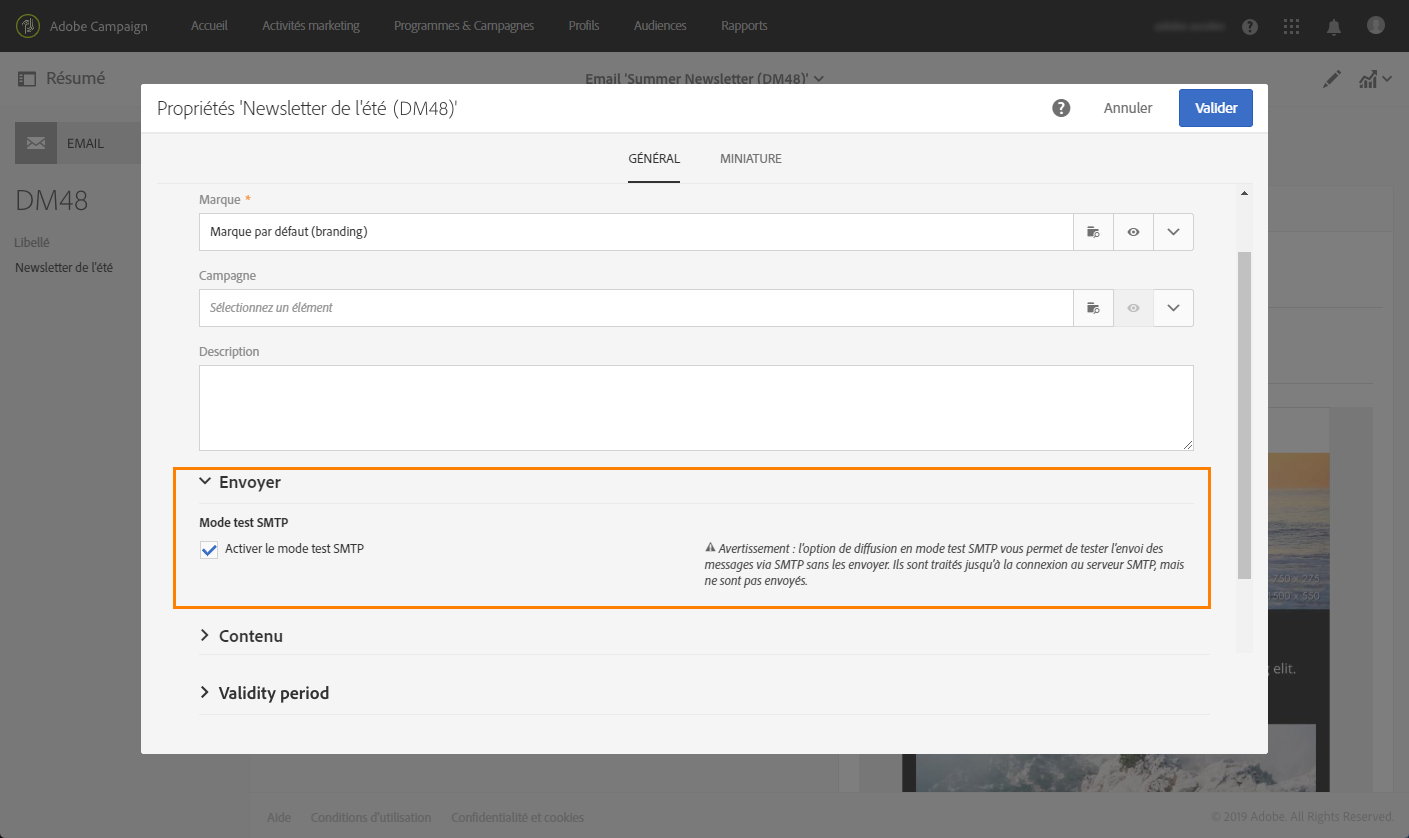 Adobe Campaign
Accueil
Activités marketing
Programmes & Campagnes
Profils
Audiences
Rapports
Résumé
Email 'Summer Newsletter (DM48)'
Propriétés 'Newsletter de l'été (DM48)'
Annuler
Valider
EMAIL
GÉNÉRAL
MINIATURE
DM48
Libellé
Newsletter de l'été
Marque *
Marque par défaut (branding)
Campagne
Sélectionnez un élément
Description
Envoyer
Mode test SMTP
Activer le mode test SMTP
Avertissement : l'option de diffusion en mode test SMTP vous permet de tester l'envoi des
messages via SMTP sans les envoyer. Ils sont traités jusqu'à la connexion au serveur SMTP, mais
ne sont pas envoyés.
750 x 275
500 x 550
Contenu
elit.
Validity period
Aide
Conditions d'utilisation
Confidentialité et cookies
© 2019 Adobe. All Rights Reserved.